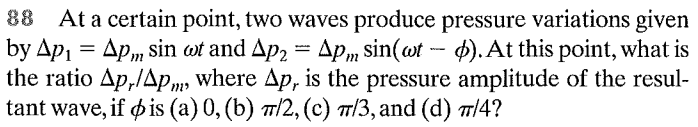 88 At a certain point, two waves produce pressure variations given
by Δp₁ = Δpₘ sin ωt and Δp₂ = Δpₘ sin(ωt − ϕ). At this point, what is
the ratio Δpᵣ/Δpₘ, where Δpᵣ is the pressure amplitude of the resul-
tant wave, if ϕ is (a) 0, (b) π/2, (c) π/3, and (d) π/4?